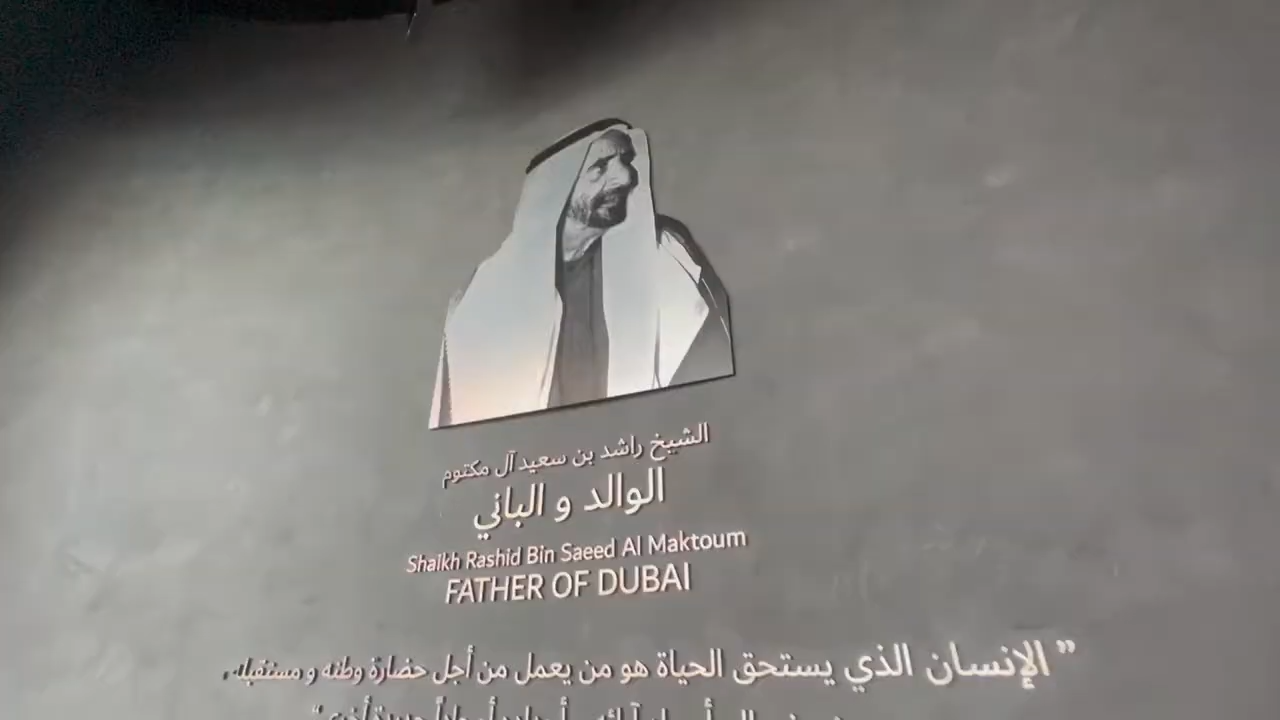 الشيخ راشد بن سعيد آل مكتوم
الوالد و الباني
Shaikh Rashid Bin Saeed Al Maktoum
FATHER OF DUBAI
” الإنسان الذي يستحق الحياة هو من يعمل من أجل حضارة وطنه و مستقبله ،